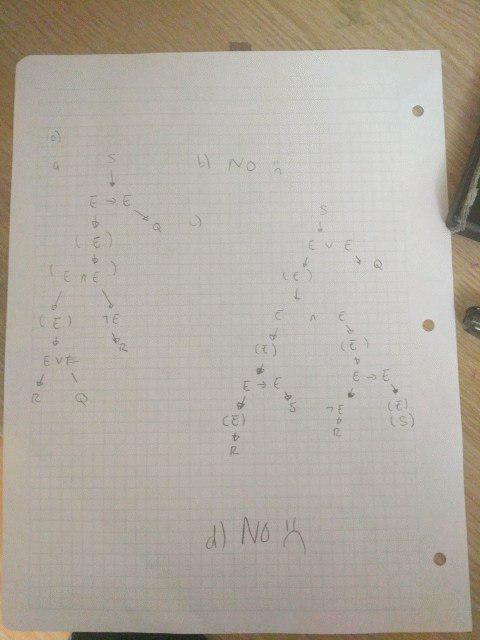 a
S
E → E
Q
(E)
(E ∧ E)
(E) ¬E
R
E ∨ E
R Q
b) No :(
c)
S
E ∨ E
Q
(E)
E ∧ E
(E) (E)
E → E E → E
(E) S ¬E (E)
R R (S)
d) No :(